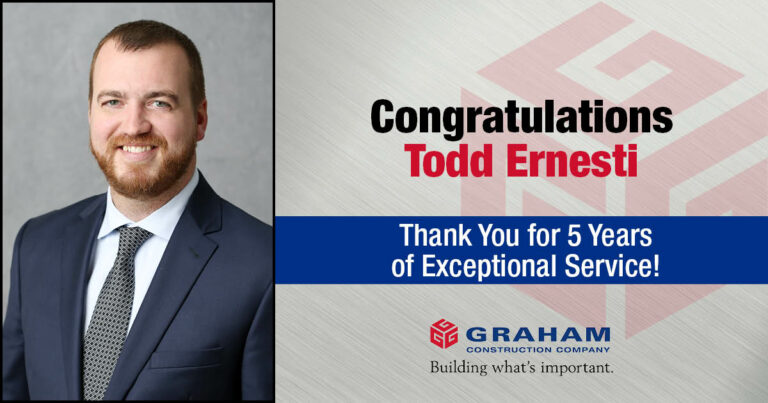 Congratulations
Todd Ernesti
Thank You for 5 Years
of Exceptional Service!
GRAHAM
CONSTRUCTION COMPANY
Building what's important.